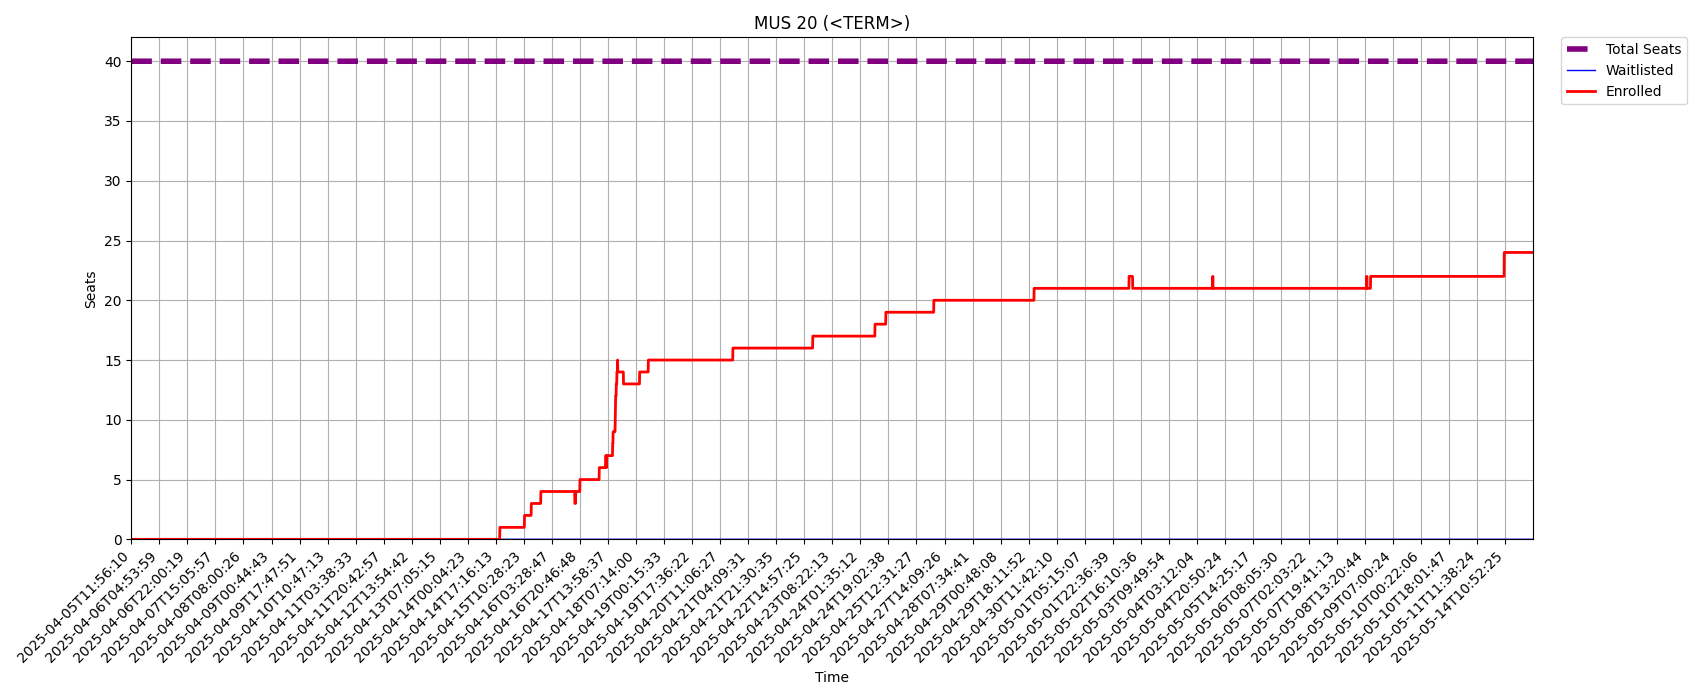 MUS 20 (<TERM>)
Total Seats
Waitlisted
Enrolled
Seats
40
35
30
25
20
15
10
5
0
2025-04-05T11:56:10
2025-04-06T04:53:59
2025-04-06T22:00:19
2025-04-07T15:05:57
2025-04-08T08:00:26
2025-04-09T00:44:43
2025-04-09T17:47:51
2025-04-10T10:47:13
2025-04-11T03:38:33
2025-04-11T20:42:57
2025-04-12T13:54:42
2025-04-13T07:05:15
2025-04-14T00:04:23
2025-04-14T17:16:13
2025-04-15T10:28:23
2025-04-16T03:28:47
2025-04-16T20:46:48
2025-04-17T13:58:37
2025-04-18T07:14:00
2025-04-19T00:15:33
2025-04-19T17:36:22
2025-04-20T11:06:27
2025-04-21T04:09:31
2025-04-21T21:30:35
2025-04-22T14:57:25
2025-04-23T08:22:13
2025-04-24T01:35:12
2025-04-24T19:02:38
2025-04-25T12:31:27
2025-04-27T14:09:26
2025-04-28T07:34:41
2025-04-29T00:48:08
2025-04-29T18:11:52
2025-04-30T11:42:10
2025-05-01T05:15:07
2025-05-01T22:36:39
2025-05-02T16:10:36
2025-05-03T09:49:54
2025-05-04T03:12:04
2025-05-04T20:50:24
2025-05-05T14:25:17
2025-05-06T08:05:30
2025-05-07T02:03:22
2025-05-07T19:41:13
2025-05-08T13:20:44
2025-05-09T07:00:24
2025-05-10T00:22:06
2025-05-10T18:01:47
2025-05-11T11:38:24
2025-05-14T10:52:25
Time